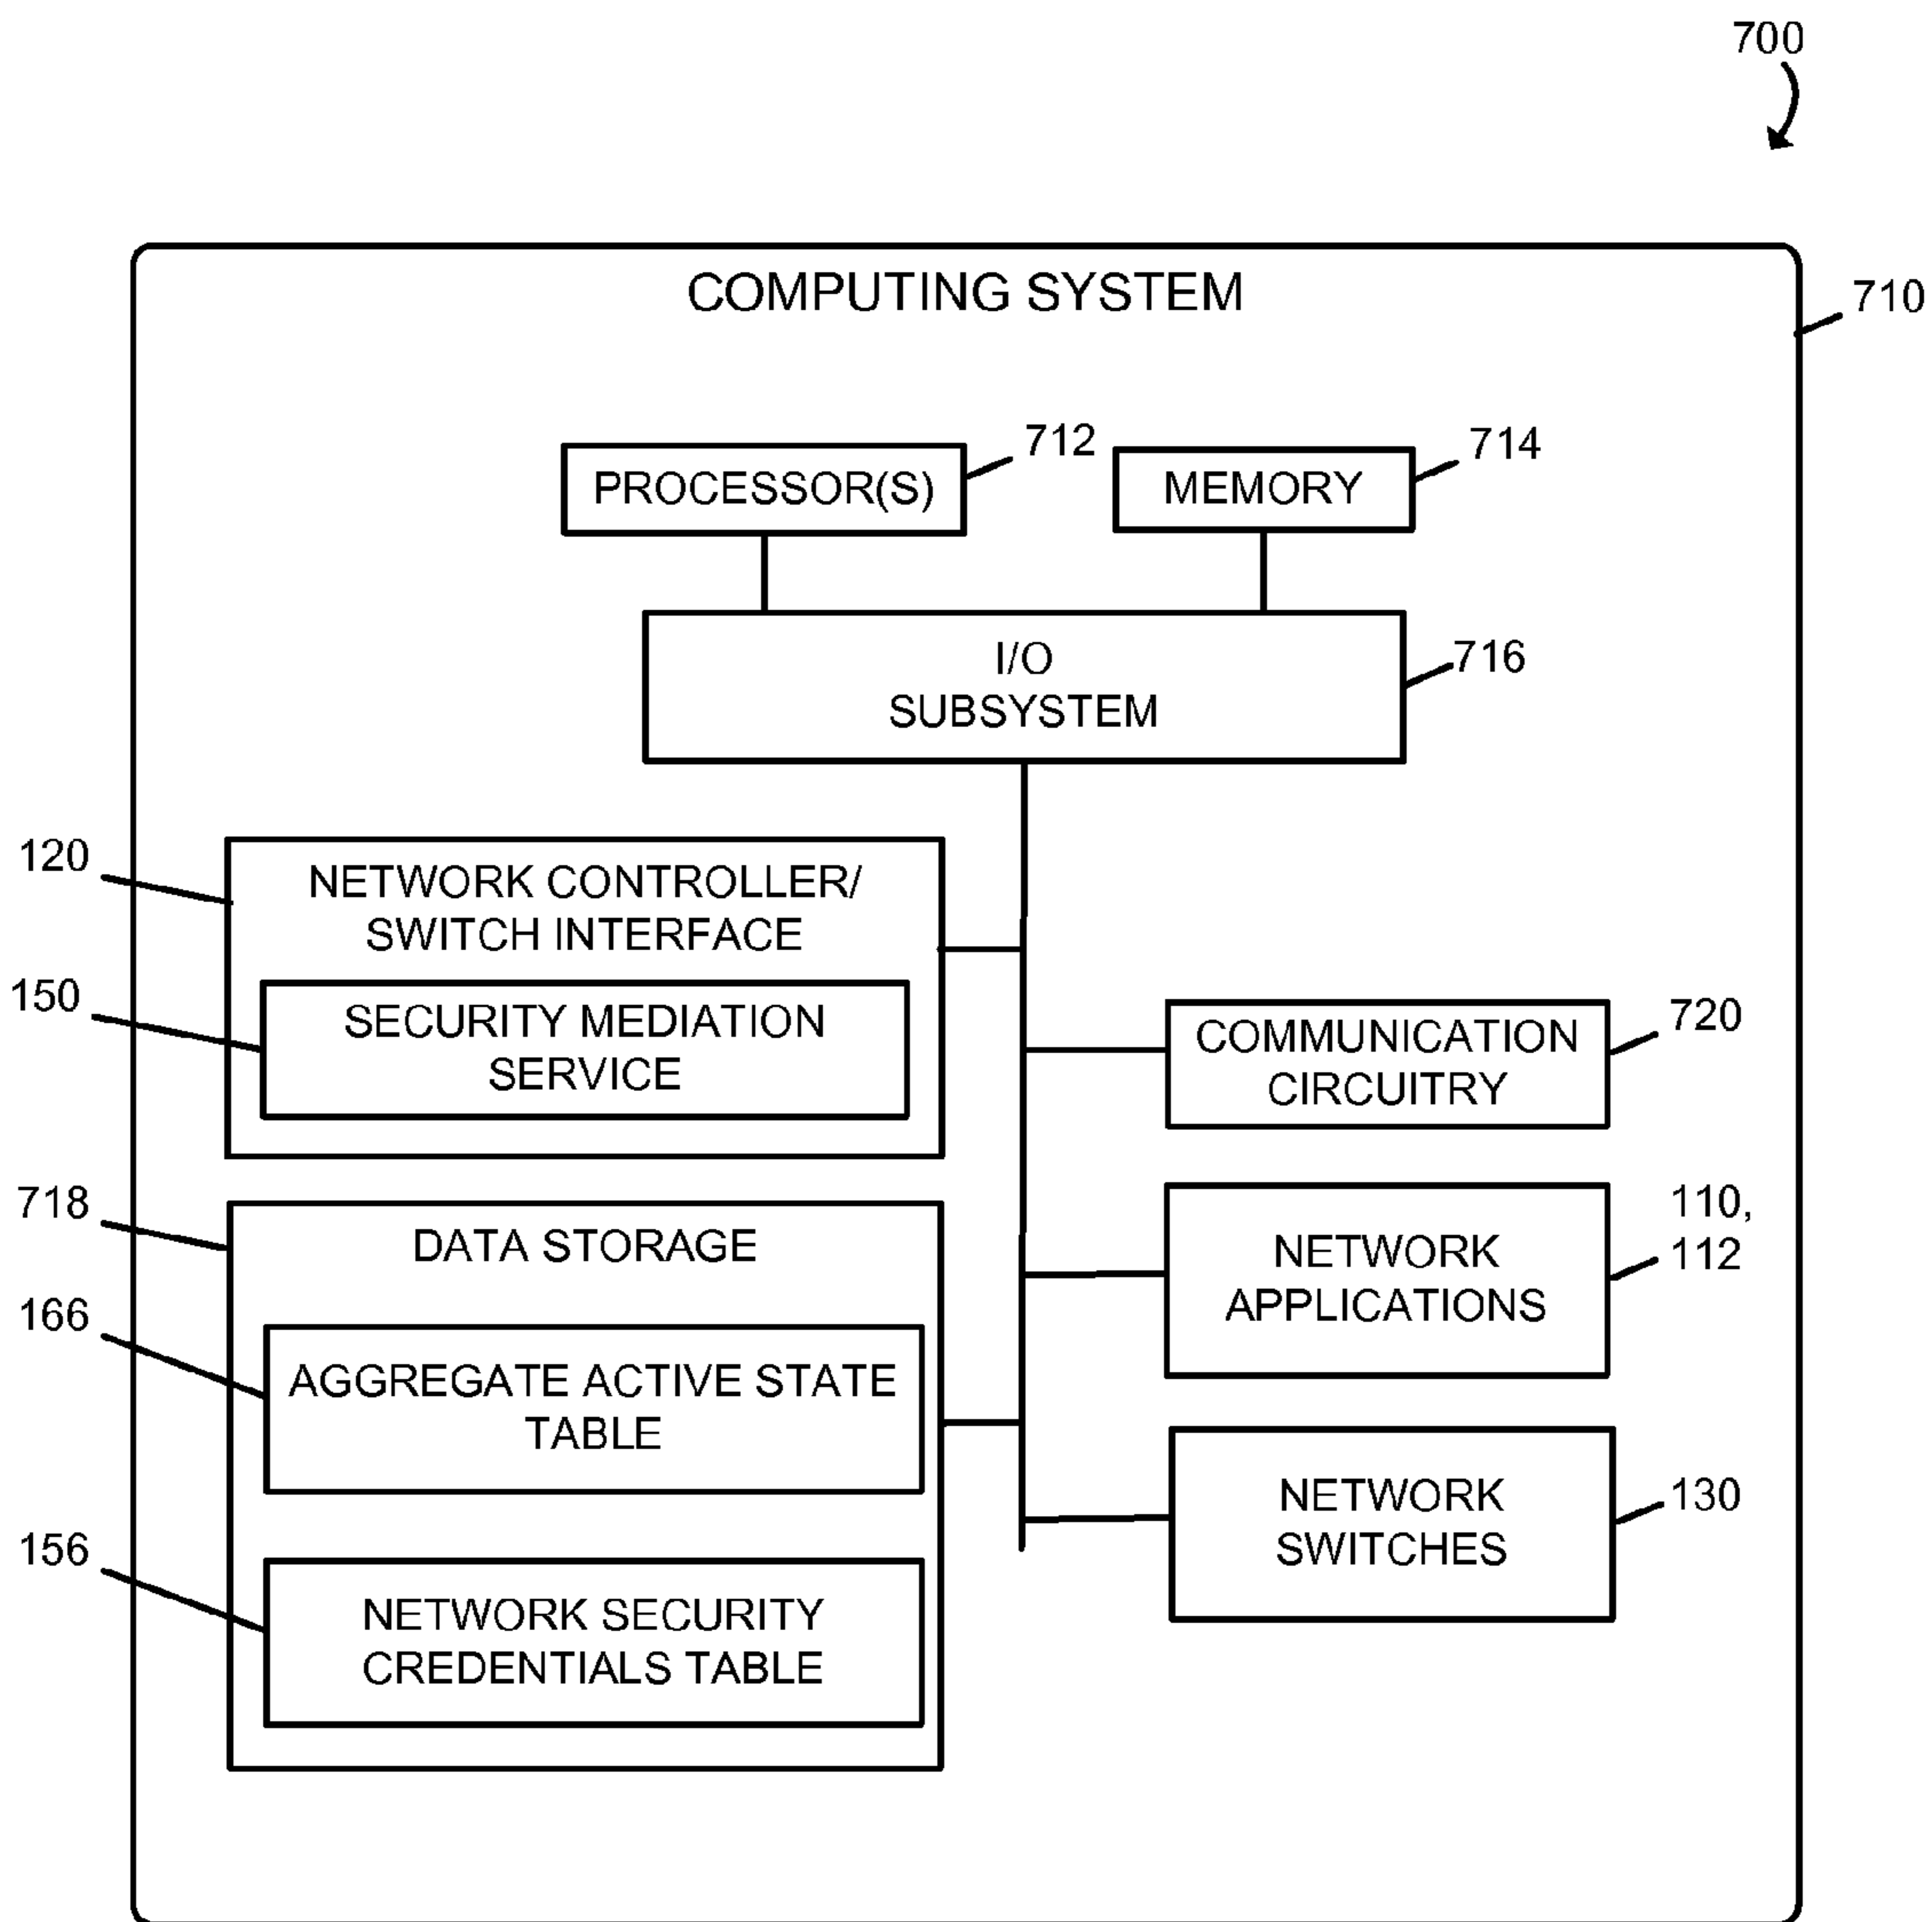 700
COMPUTING SYSTEM
710
PROCESSOR(S)
712
MEMORY
714
I/O
SUBSYSTEM
716
120
NETWORK CONTROLLER/
SWITCH INTERFACE
150
SECURITY MEDIATION
SERVICE
COMMUNICATION
CIRCUITRY
720
718
DATA STORAGE
NETWORK
APPLICATIONS
110,
112
166
AGGREGATE ACTIVE STATE
TABLE
NETWORK
SWITCHES
130
156
NETWORK SECURITY
CREDENTIALS TABLE